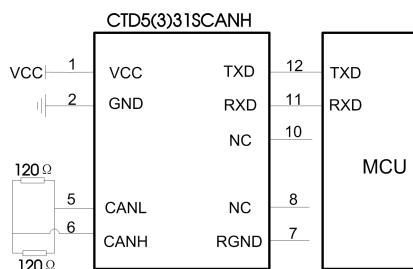 CTD5(3)31SCANH
VCC 1 VCC TXD 12 TXD
2 GND RXD 11 RXD
NC 10
MCU
120Ω
5 CANL NC 8
6 CANH RGND 7
120Ω